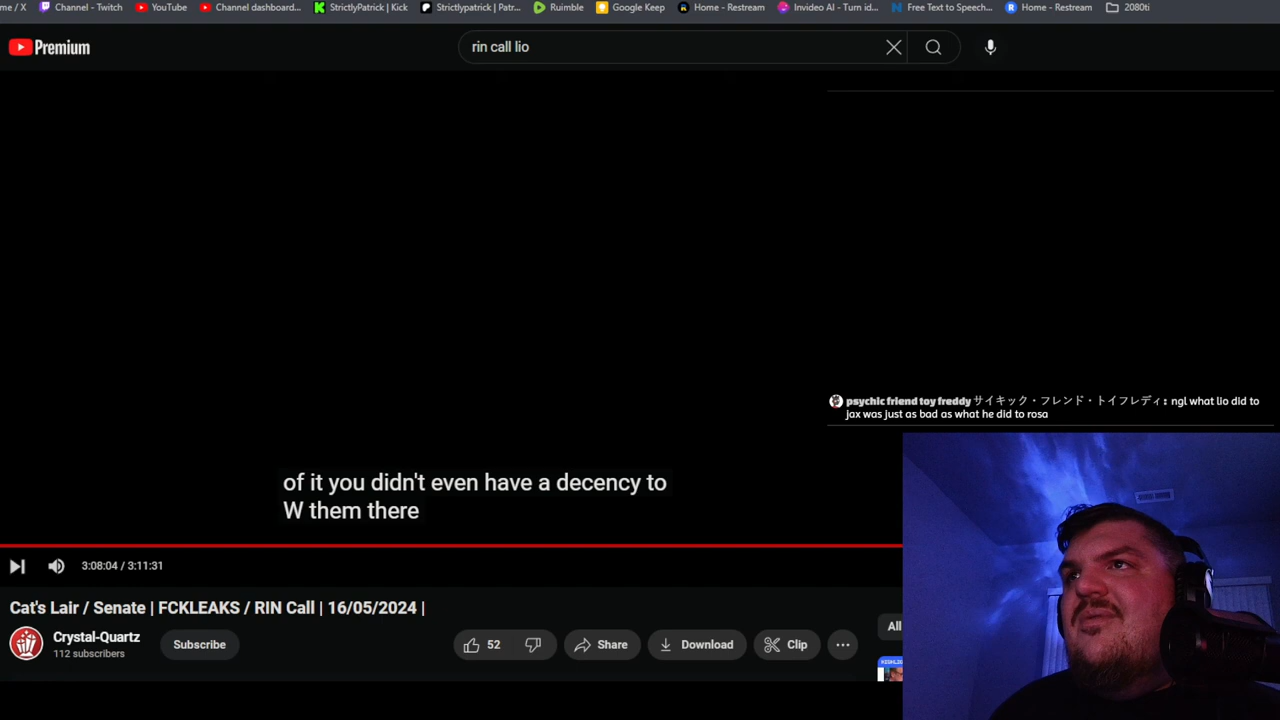 me / X
Channel - Twitch
YouTube
Channel dashboard...
StrictlyPatrick | Kick
Strictlypatrick | Patr...
Rumble
Google Keep
Home - Restream
Invideo AI - Turn id...
Free Text to Speech...
Home - Restream
2080ti
Premium
rin call lio
psychic friend toy freddy サイキック・フレンド・トイフレディ: ngl what lio did to
jax was just as bad as what he did to rosa
of it you didn't even have a decency to
W them there
3:08:04 / 3:11:31
Cat's Lair / Senate | FCKLEAKS / RIN Call | 16/05/2024 |
Crystal-Quartz
112 subscribers
Subscribe
52
Share
Download
Clip
All